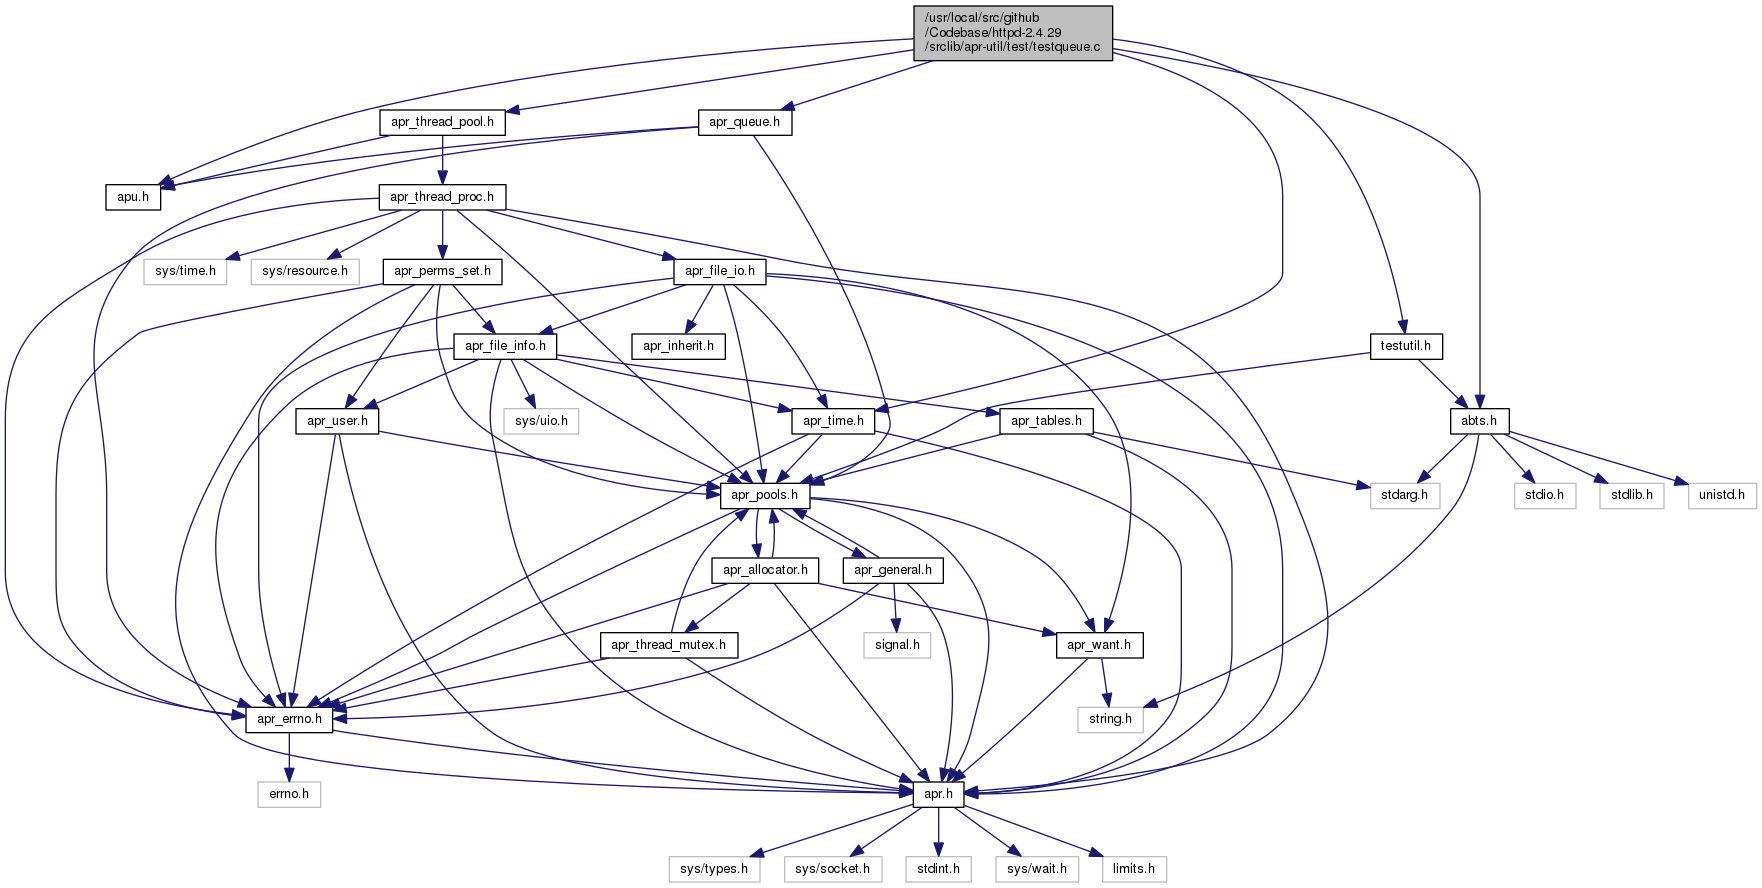 /usr/local/src/github
/Codebase/httpd-2.4.29
/srclib/apr-util/test/testqueue.c
apr_thread_pool.h
apr_queue.h
apu.h
apr_thread_proc.h
sys/time.h
sys/resource.h
apr_perms_set.h
apr_file_io.h
apr_file_info.h
apr_inherit.h
testutil.h
apr_user.h
sys/uio.h
apr_time.h
apr_tables.h
abts.h
apr_pools.h
stdarg.h
stdio.h
stdlib.h
unistd.h
apr_allocator.h
apr_general.h
apr_thread_mutex.h
signal.h
apr_want.h
apr_errno.h
string.h
errno.h
apr.h
sys/types.h
sys/socket.h
stdint.h
sys/wait.h
limits.h